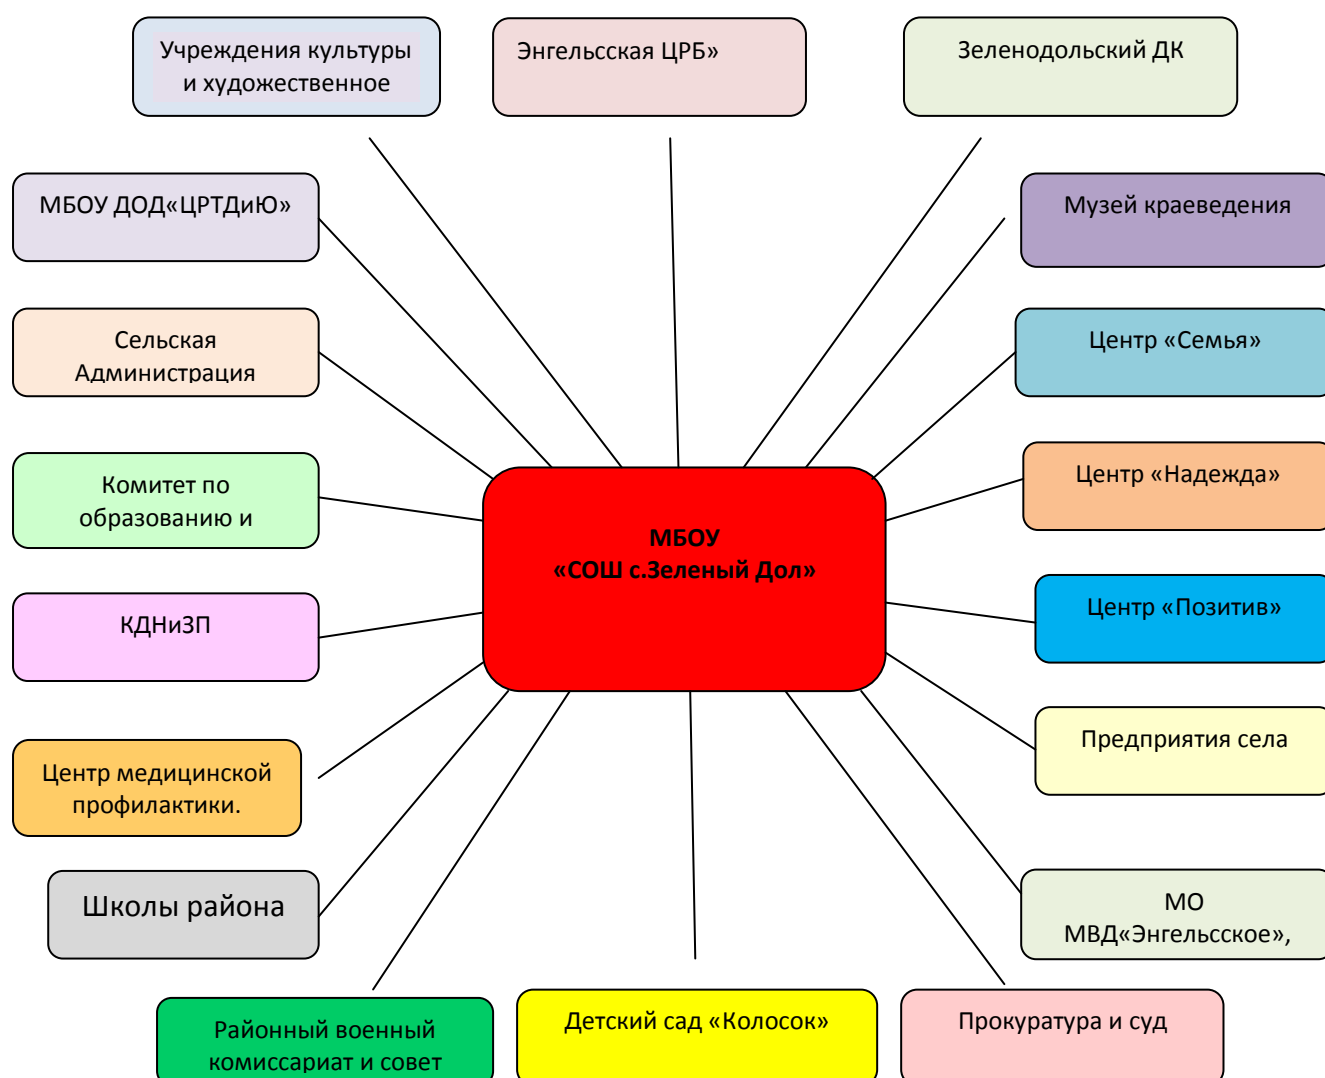 Учреждения культуры
и художественное
Энгельсская ЦРБ»
Зеленодольский ДК
МБОУ ДОД«ЦРТДиЮ»
Музей краеведения
Сельская
Администрация
Центр «Семья»
Комитет по
образованию и
Центр «Надежда»
МБОУ
«СОШ с.Зеленый Дол»
КДНиЗП
Центр «Позитив»
Центр медицинской
профилактики.
Предприятия села
Школы района
МО
МВД«Энгельсское»,
Районный военный
комиссариат и совет
Детский сад «Колосок»
Прокуратура и суд